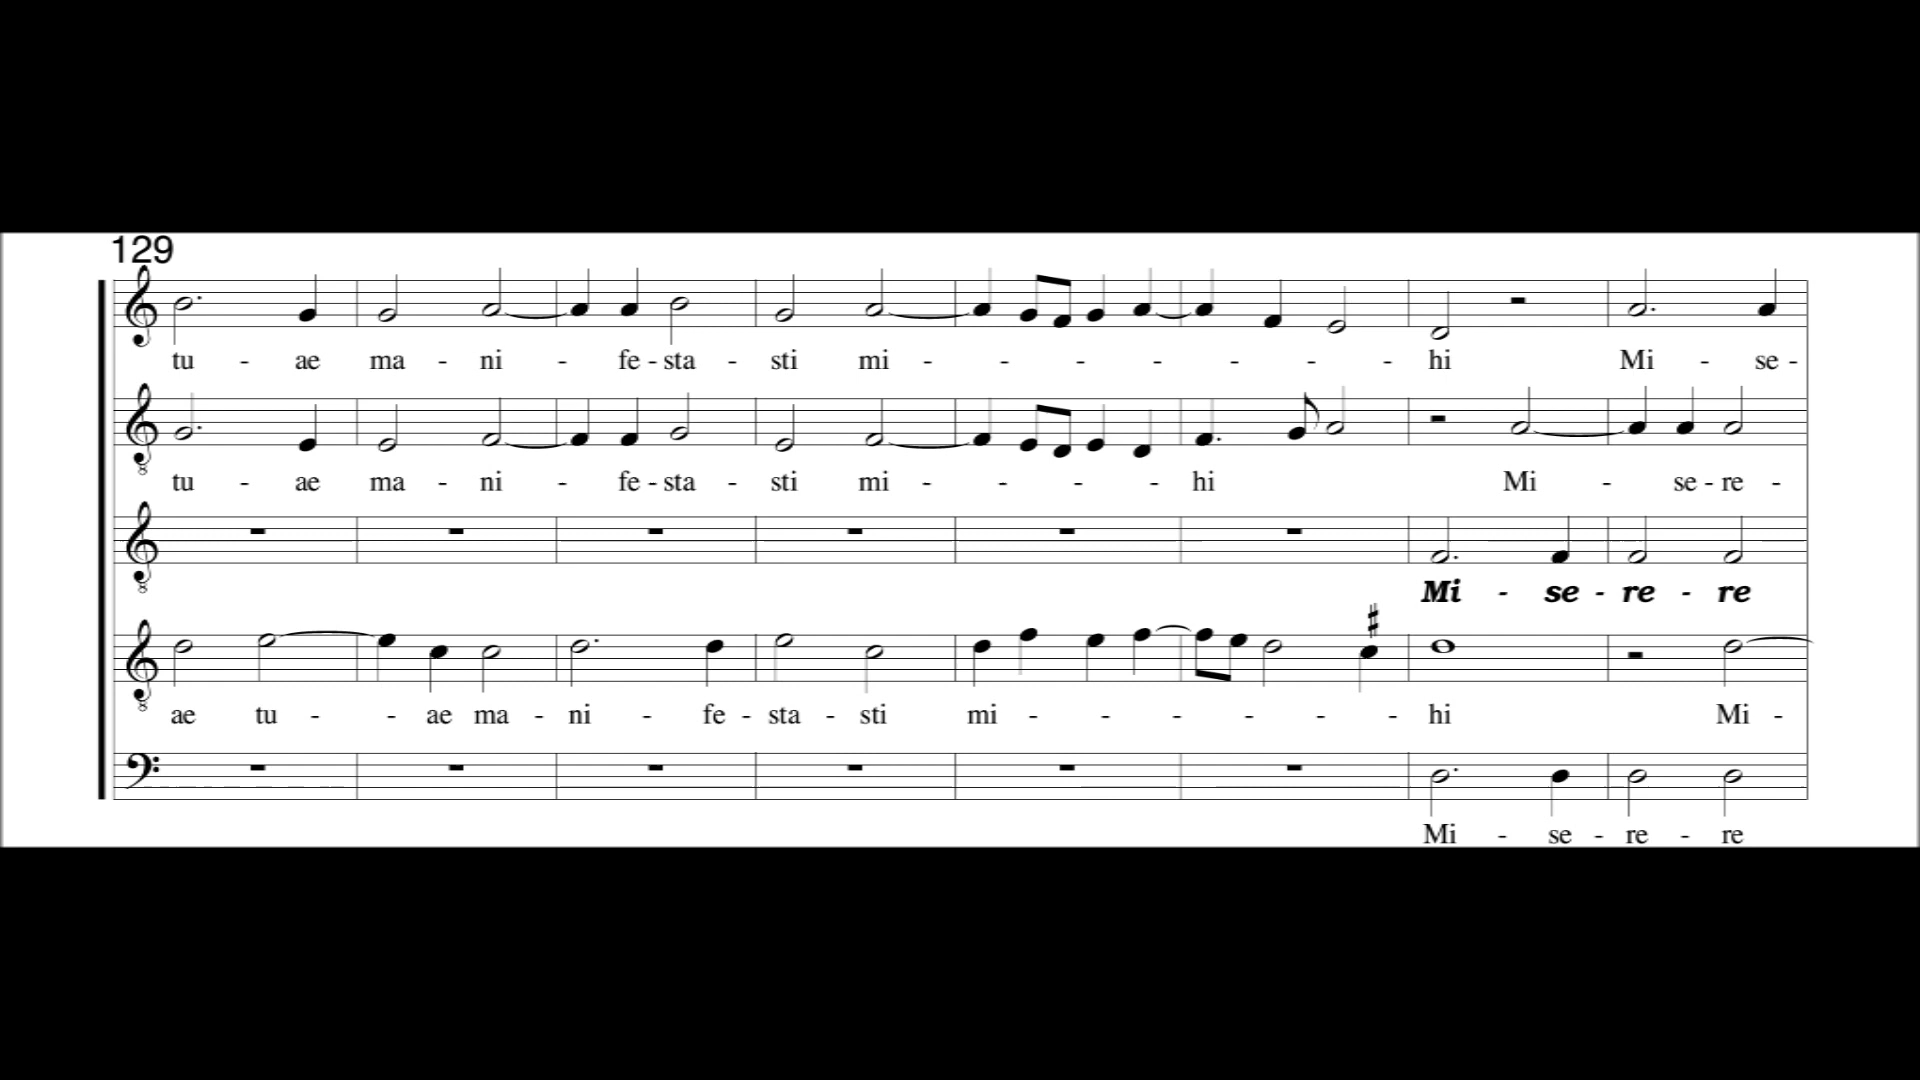 129
tu - ae ma - ni - fe - sta - sti mi - - - - - - - hi Mi - se -
tu - ae ma - ni - fe - sta - sti mi - - - - hi Mi - se - re -
Mi - se - re - re
♯
ae tu - - ae ma - ni - fe - sta - sti mi - - - - - - hi Mi -
Mi - se - re - re